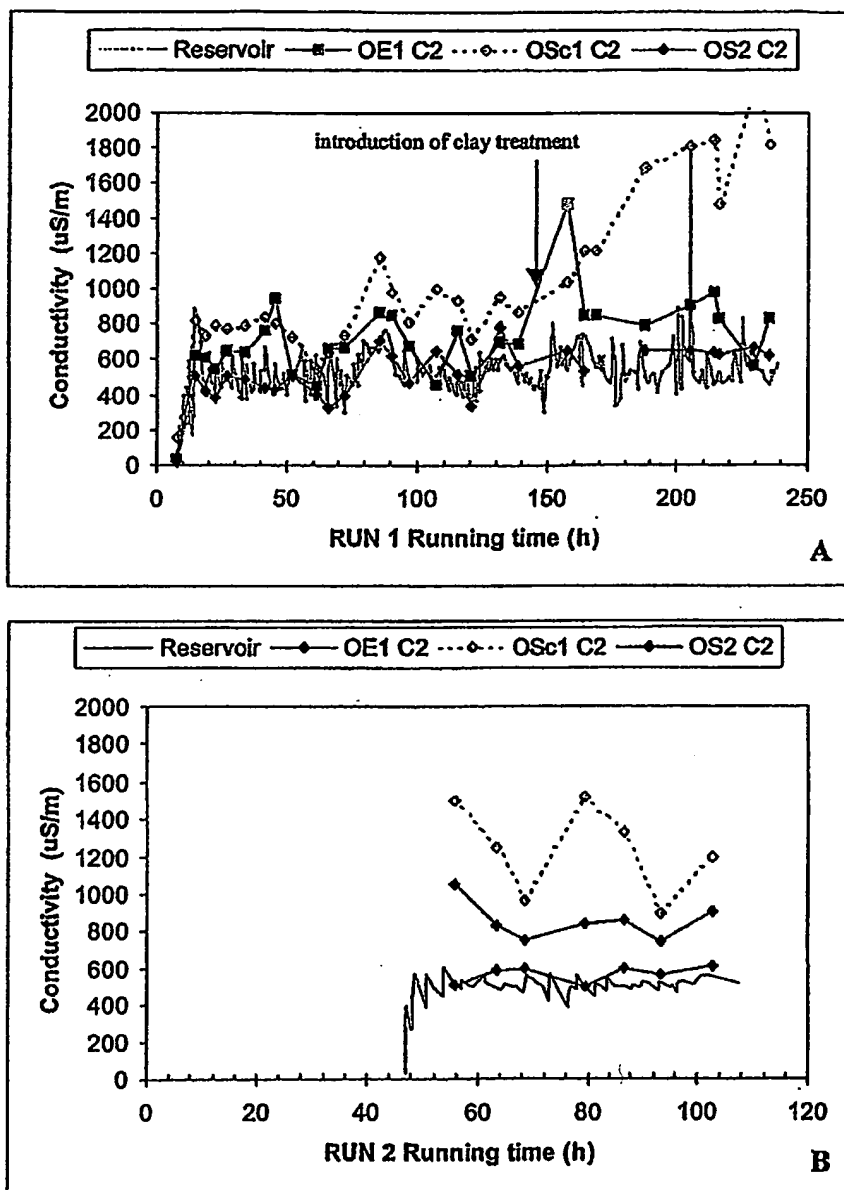 Reservoir OE1 C2 OSc1 C2 OS2 C2
2000
1800
1600
1400
1200
1000
800
600
400
200
0
Conductivity (uS/m)
introduction of clay treatment
0 50 100 150 200 250
RUN 1 Running time (h)
A
Reservoir OE1 C2 OSc1 C2 OS2 C2
2000
1800
1600
1400
1200
1000
800
600
400
200
0
Conductivity (uS/m)
0 20 40 60 80 100 120
RUN 2 Running time (h)
B